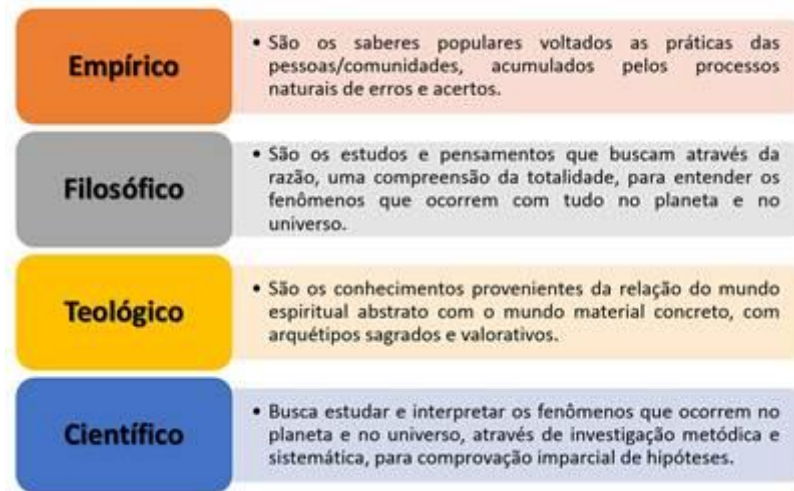 Empírico
• São os saberes populares voltados as práticas das
pessoas/comunidades, acumulados pelos processos
naturais de erros e acertos.
Filosófico
• São os estudos e pensamentos que buscam através da
razão, uma compreensão da totalidade, para entender os
fenômenos que ocorrem com tudo no planeta e no
universo.
Teológico
• São os conhecimentos provenientes da relação do mundo
espiritual abstrato com o mundo material concreto, com
arquétipos sagrados e valorativos.
Científico
• Busca estudar e interpretar os fenômenos que ocorrem no
planeta e no universo, através de investigação metódica e
sistemática, para comprovação imparcial de hipóteses.